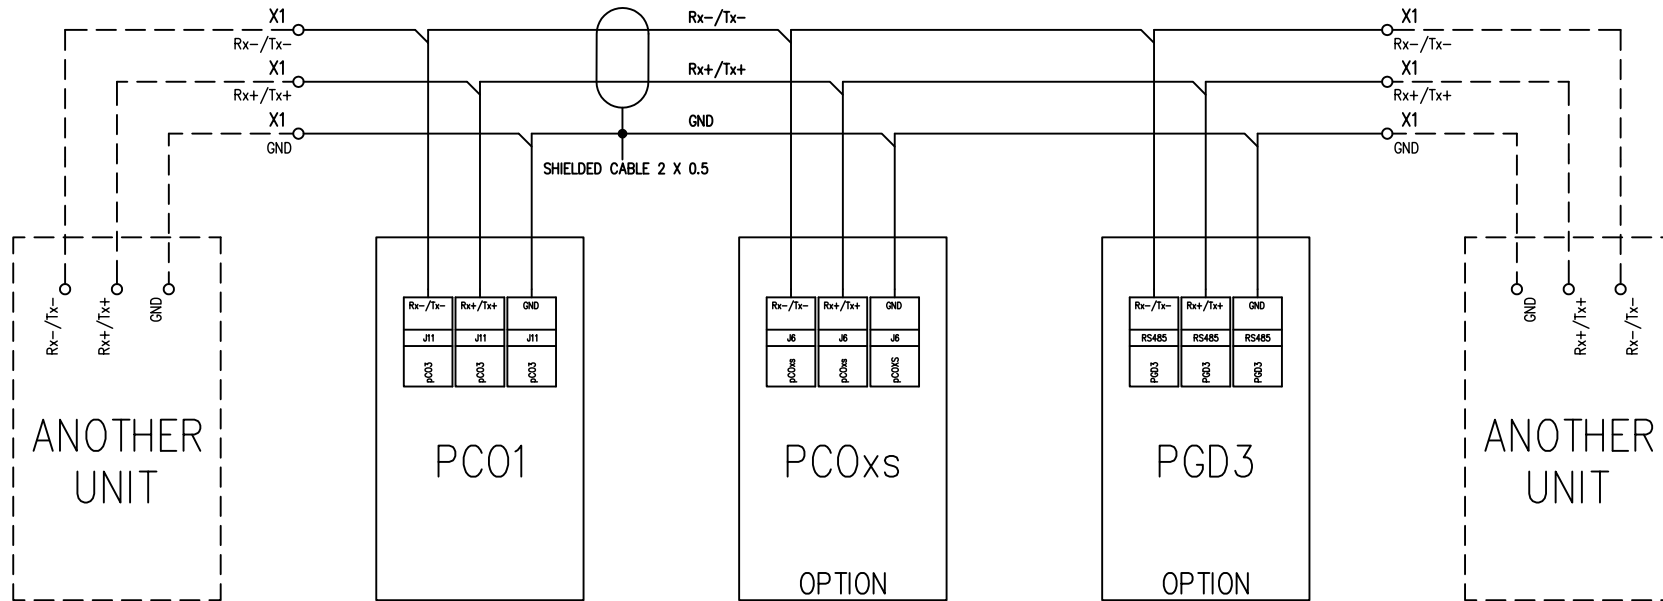 X1
Rx-/Tx-
X1
Rx+/Tx+
X1
GND
Rx-/Tx-
Rx+/Tx+
GND
SHIELDED CABLE 2 X 0.5
X1
Rx-/Tx-
X1
Rx+/Tx+
X1
GND
Rx-/Tx-
Rx+/Tx+
GND
ANOTHER
UNIT
Rx-/Tx- Rx+/Tx+ GND
J11 J11 J11
pCO3 pCO3 pCO3
PCO1
Rx-/Tx- Rx+/Tx+ GND
J6 J6 J6
pCOxs pCOxs pCOXS
PCOxs
OPTION
Rx-/Tx- Rx+/Tx+ GND
RS485 RS485 RS485
PGD3 PGD3 PGD3
PGD3
OPTION
GND
Rx+/Tx+
Rx-/Tx-
ANOTHER
UNIT